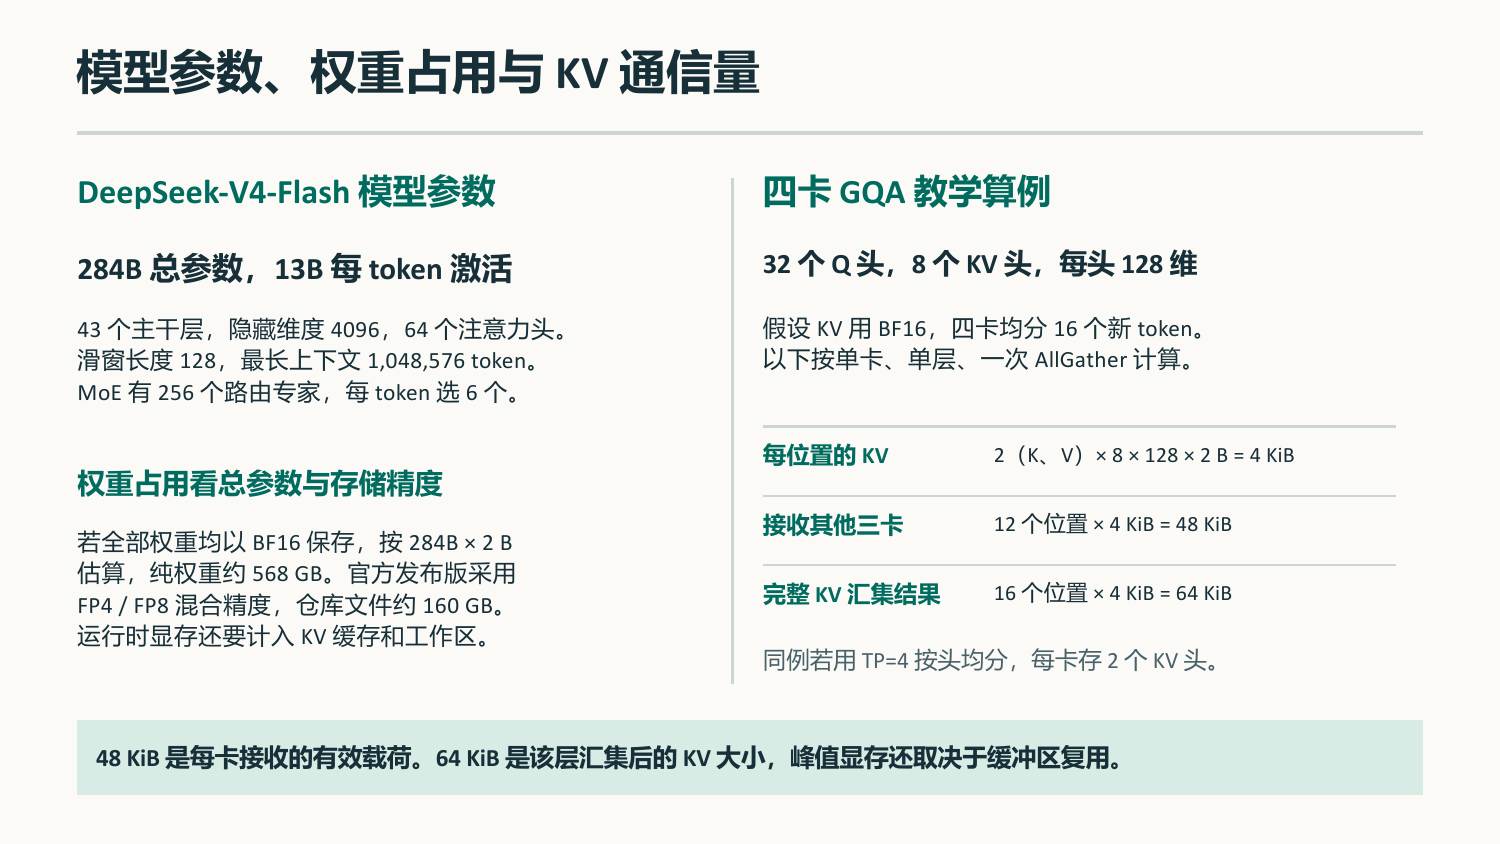 模型参数、权重占用与 KV 通信量
DeepSeek-V4-Flash 模型参数
284B 总参数，13B 每 token 激活
43 个主干层，隐藏维度 4096，64 个注意力头。
滑窗长度 128，最长上下文 1,048,576 token。
MoE 有 256 个路由专家，每 token 选 6 个。
权重占用看总参数与存储精度
若全部权重均以 BF16 保存，按 284B × 2 B
估算，纯权重约 568 GB。官方发布版采用
FP4 / FP8 混合精度，仓库文件约 160 GB。
运行时显存还要计入 KV 缓存和工作区。
四卡 GQA 教学算例
32 个 Q 头，8 个 KV 头，每头 128 维
假设 KV 用 BF16，四卡均分 16 个新 token。
以下按单卡、单层、一次 AllGather 计算。
每位置的 KV 2（K、V）× 8 × 128 × 2 B = 4 KiB
接收其他三卡 12 个位置 × 4 KiB = 48 KiB
完整 KV 汇集结果 16 个位置 × 4 KiB = 64 KiB
同例若用 TP=4 按头均分，每卡存 2 个 KV 头。
48 KiB 是每卡接收的有效载荷。64 KiB 是该层汇集后的 KV 大小，峰值显存还取决于缓冲区复用。